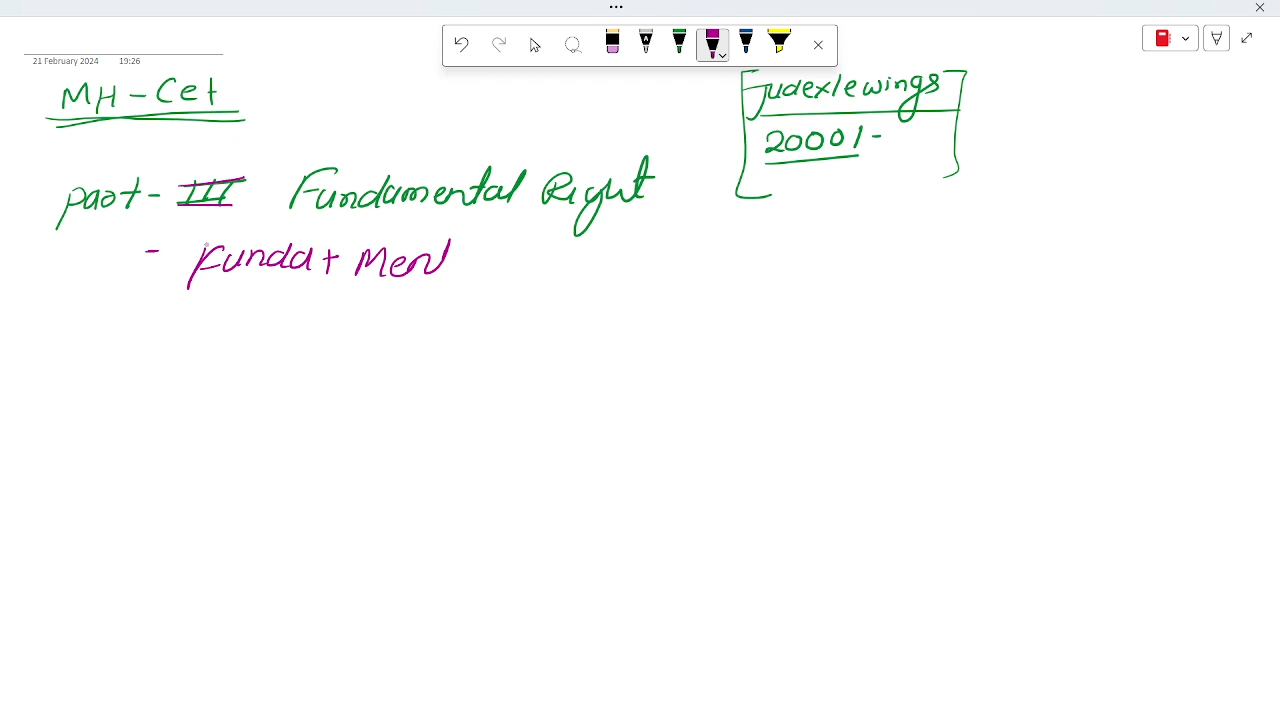 21 February 2024 19:26
MH - Cet
Judexlewings
20001 -
part - III Fundamental Right
- Funda + Men